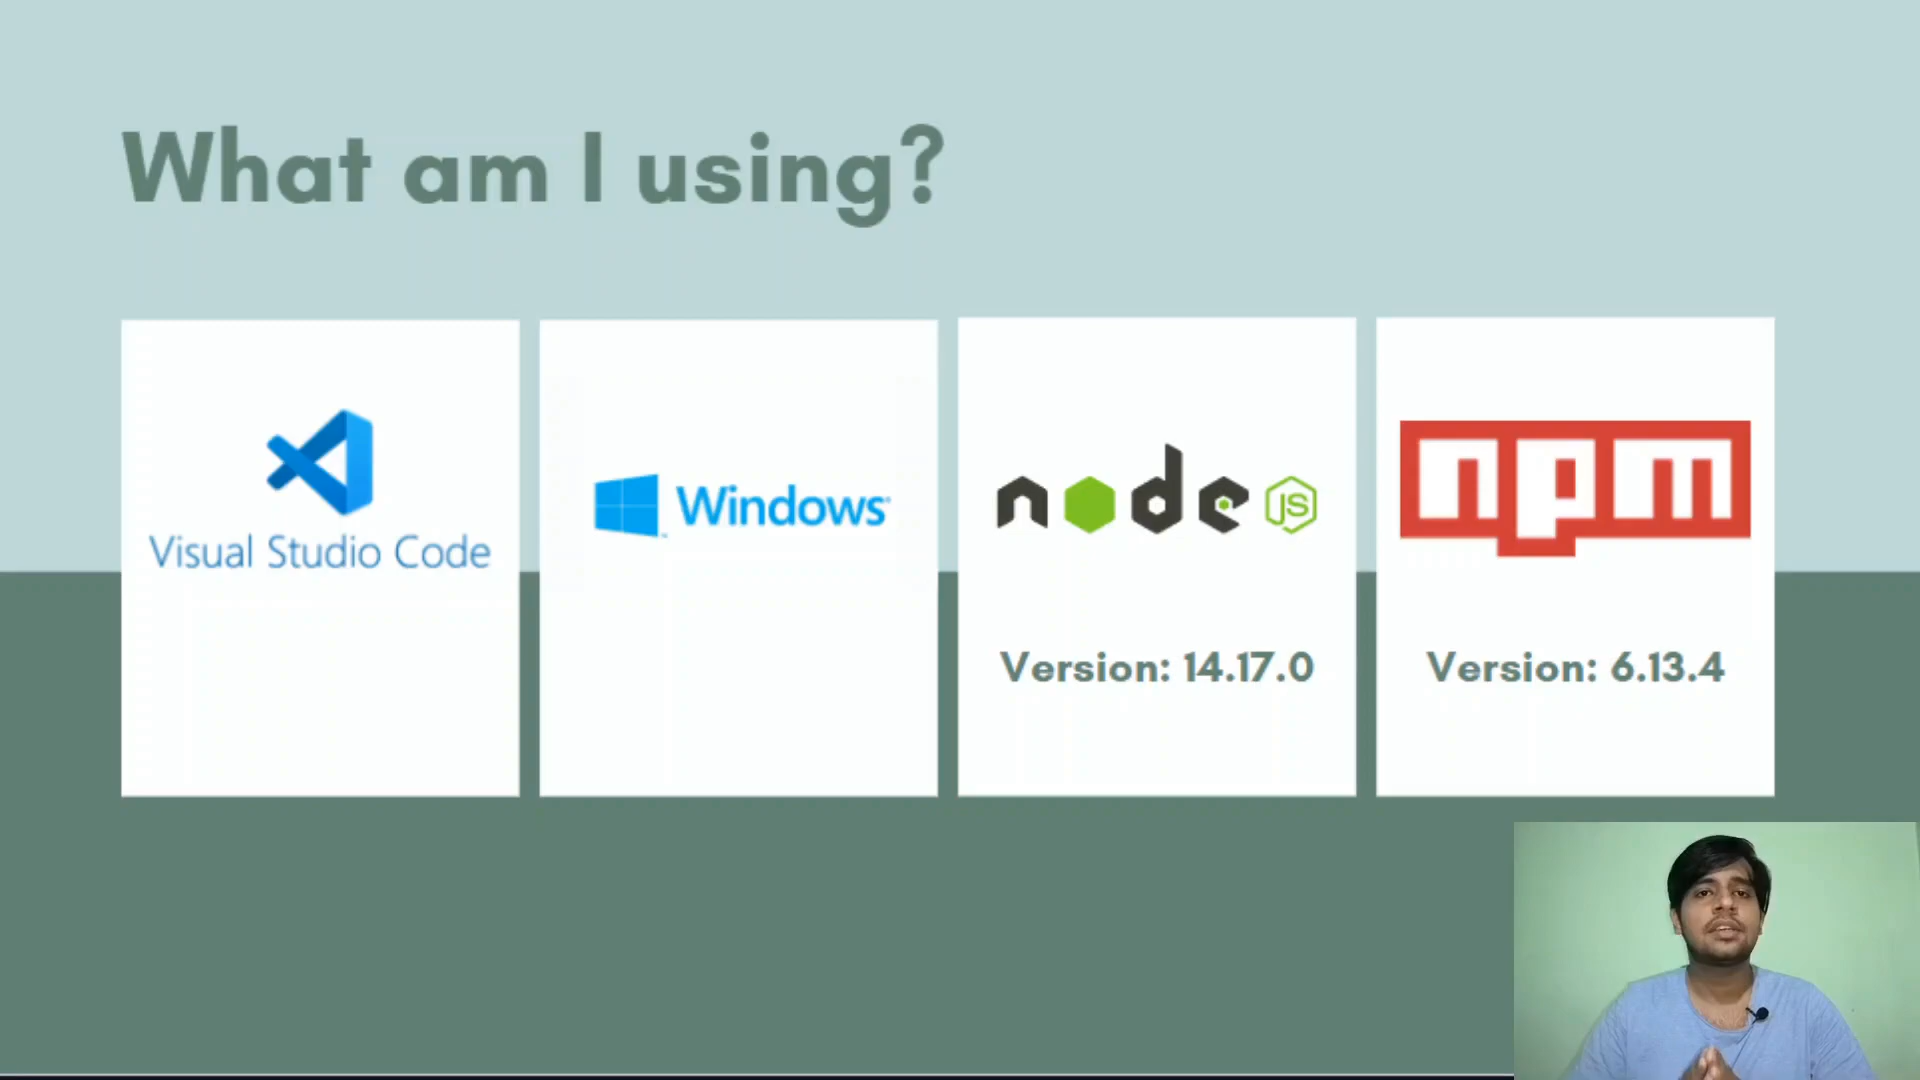 What am I using?
Visual Studio Code
Windows
node JS
npm
Version: 14.17.0
Version: 6.13.4